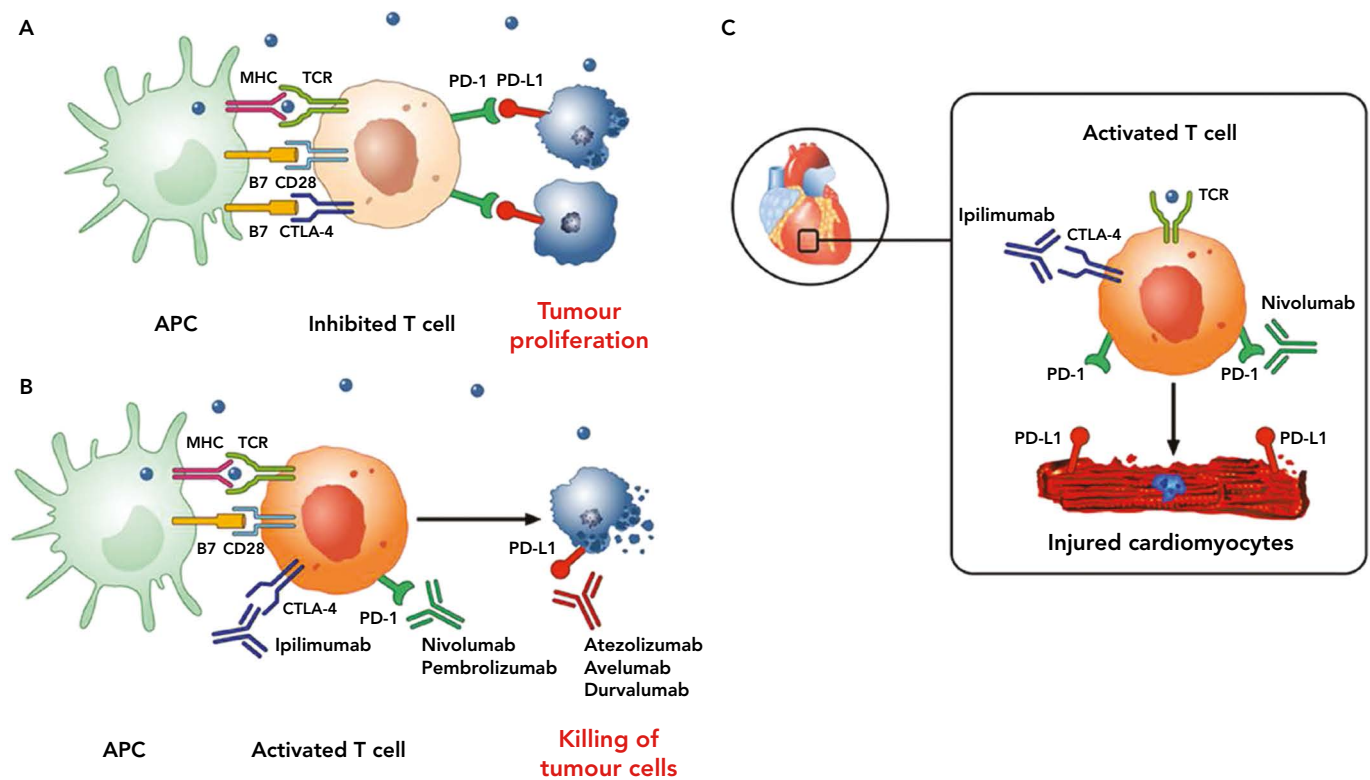 A
MHC TCR
PD-1 PD-L1
B7 CD28
B7 CTLA-4
APC
Inhibited T cell
Tumour
proliferation
B
MHC TCR
B7 CD28
PD-L1
CTLA-4
PD-1
Ipilimumab
Nivolumab
Pembrolizumab
Atezolizumab
Avelumab
Durvalumab
APC
Activated T cell
Killing of
tumour cells
C
Activated T cell
TCR
Ipilimumab
CTLA-4
Nivolumab
PD-1
PD-1
PD-L1
PD-L1
Injured cardiomyocytes